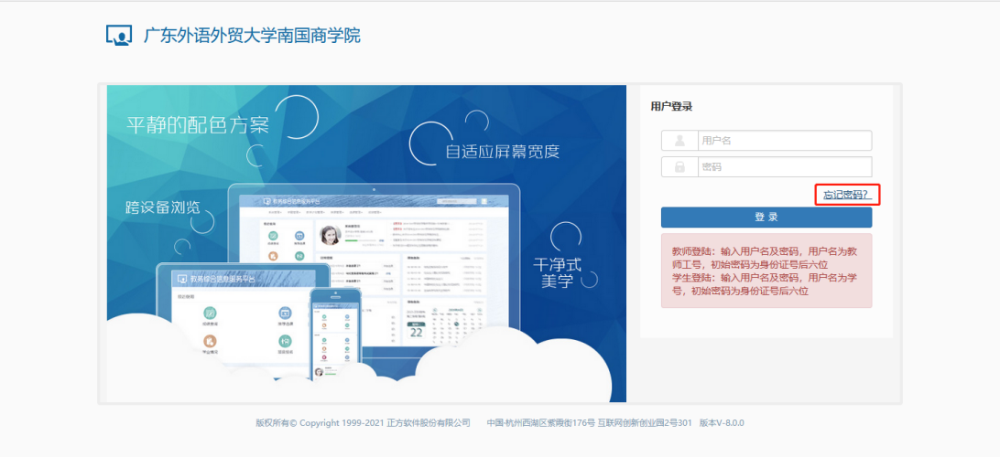 广东外语外贸大学南国商学院
平静的配色方案
自适应屏幕宽度
跨设备浏览
干净式
美学
教务综合信息服务平台
教务综合信息服务平台
22
用户登录
用户名
密码
忘记密码？
登 录
教师登陆：输入用户名及密码，用户名为教
师工号，初始密码为身份证号后六位
学生登陆：输入用户名及密码，用户名为学
号，初始密码为身份证号后六位
版权所有© Copyright 1999-2021 正方软件股份有限公司 中国·杭州西湖区紫霞街176号 互联网创新创业园2号301 版本V-8.0.0